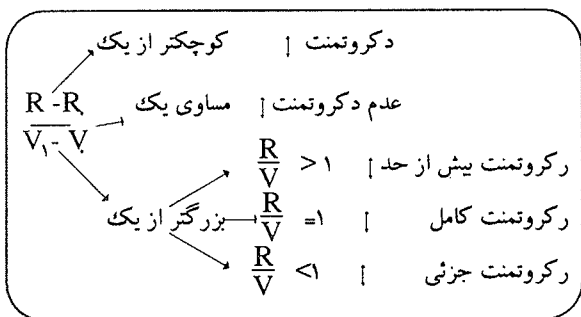 کوچکتر از یک ← دکروتمنت
R - R. / V۱ - V. مساوی یک ← عدم دکروتمنت
R/V > ۱ ← رکروتمنت بیش از حد
بزرگتر از یک R/V = ۱ ← رکروتمنت کامل
R/V < ۱ ← رکروتمنت جزئی